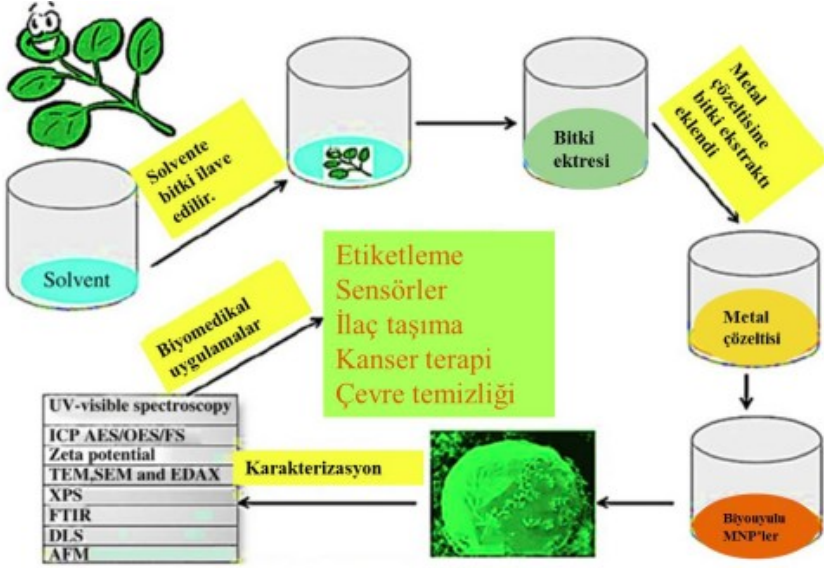 Solvent
Solvente
bitki ilave
edilir.
Bitki
ektresi
Metal
çözeltisine
bitki ekstraktı
eklendi
Metal
çözeltisi
Biyouyulu
MNP'ler
Karakterizasyon
UV-visible spectroscopy
ICP AES/OES/FS
Zeta potential
TEM,SEM and EDAX
XPS
FTIR
DLS
AFM
Biyomedikal
uygulamalar
Etiketleme
Sensörler
İlaç taşıma
Kanser terapi
Çevre temizliği